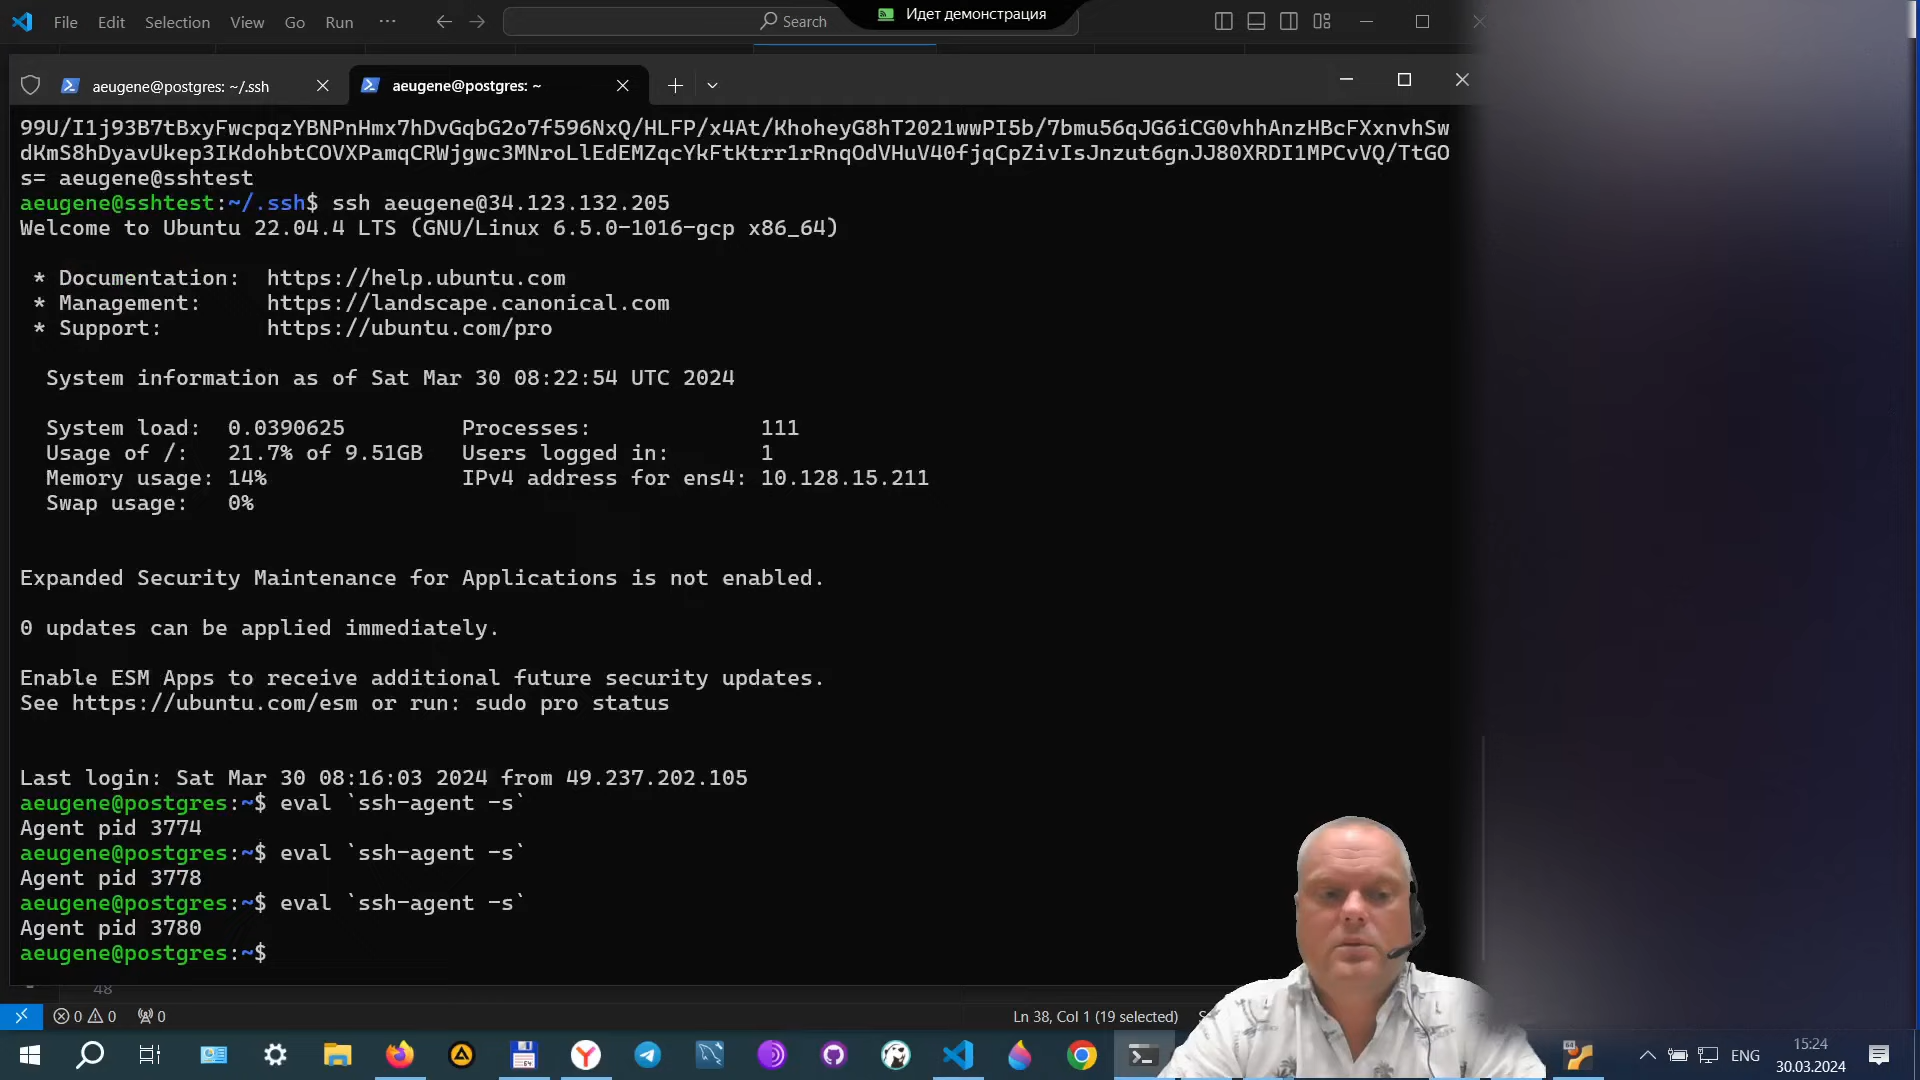 File Edit Selection View Go Run ··· Search Идет демонстрация
aeugene@postgres: ~/.ssh aeugene@postgres: ~
99U/I1j93B7tBxyFwcpqzYBNPnHmx7hDvGqbG2o7f596NxQ/HLFP/x4At/KhoheyG8hT2021wwPI5b/7bmu56qJG6iCG0vhhAnzHBcFXxnvhSw
dKmS8hDyavUkep3IKdohbtCOVXPamqCRWjgwc3MNroLlEdEMZqcYkFtKtrr1rRnqOdVHuV40fjqCpZivIsJnzut6gnJJ80XRDI1MPCvVQ/TtGO
s= aeugene@sshtest
aeugene@sshtest:~/.ssh$ ssh aeugene@34.123.132.205
Welcome to Ubuntu 22.04.4 LTS (GNU/Linux 6.5.0-1016-gcp x86_64)
* Documentation: https://help.ubuntu.com
* Management: https://landscape.canonical.com
* Support: https://ubuntu.com/pro
System information as of Sat Mar 30 08:22:54 UTC 2024
System load: 0.0390625 Processes: 111
Usage of /: 21.7% of 9.51GB Users logged in: 1
Memory usage: 14% IPv4 address for ens4: 10.128.15.211
Swap usage: 0%
Expanded Security Maintenance for Applications is not enabled.
0 updates can be applied immediately.
Enable ESM Apps to receive additional future security updates.
See https://ubuntu.com/esm or run: sudo pro status
Last login: Sat Mar 30 08:16:03 2024 from 49.237.202.105
aeugene@postgres:~$ eval `ssh-agent -s`
Agent pid 3774
aeugene@postgres:~$ eval `ssh-agent -s`
Agent pid 3778
aeugene@postgres:~$ eval `ssh-agent -s`
Agent pid 3780
aeugene@postgres:~$
48
0 0 0 Ln 38, Col 1 (19 selected)
ENG 15:24
30.03.2024